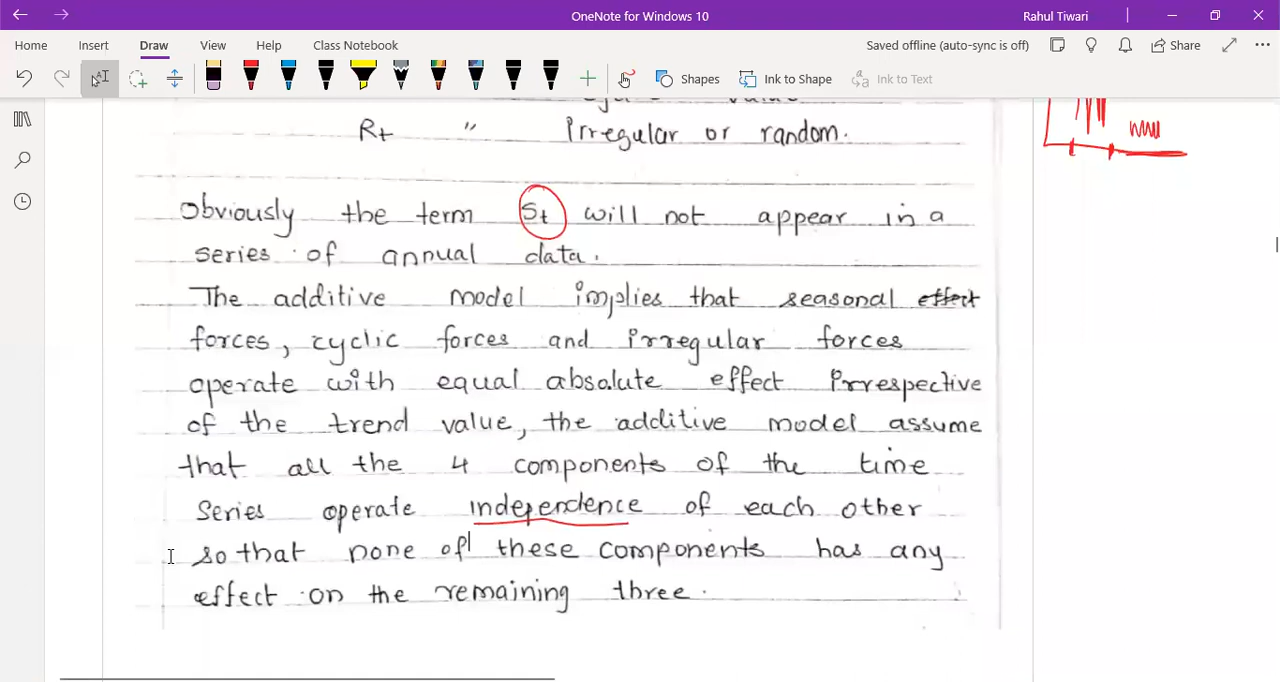 OneNote for Windows 10
Rahul Tiwari
Home Insert Draw View Help Class Notebook
Saved offline (auto-sync is off) Share
Shapes Ink to Shape Ink to Text
Rt " Irregular or random.
Obviously the term St will not appear in a
series of annual data.
The additive model implies that seasonal effect
forces, cyclic forces and irregular forces
operate with equal absolute effect irrespective
of the trend value, the additive model assume
that all the 4 components of the time
series operate independence of each other
so that none of these components has any
effect on the remaining three.